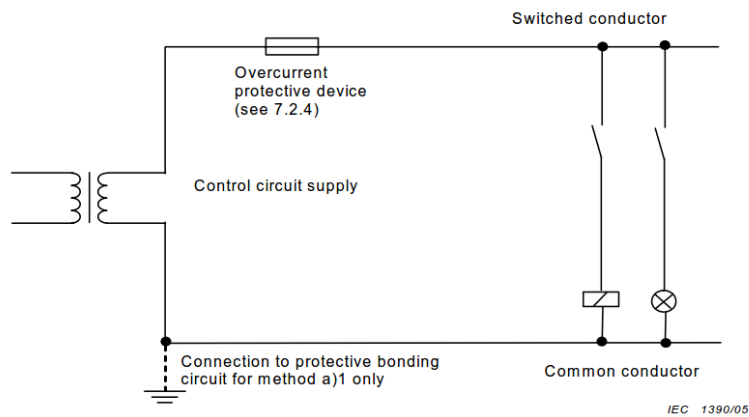 Switched conductor
Overcurrent
protective device
(see 7.2.4)
Control circuit supply
Connection to protective bonding
circuit for method a)1 only
Common conductor
IEC 1390/05